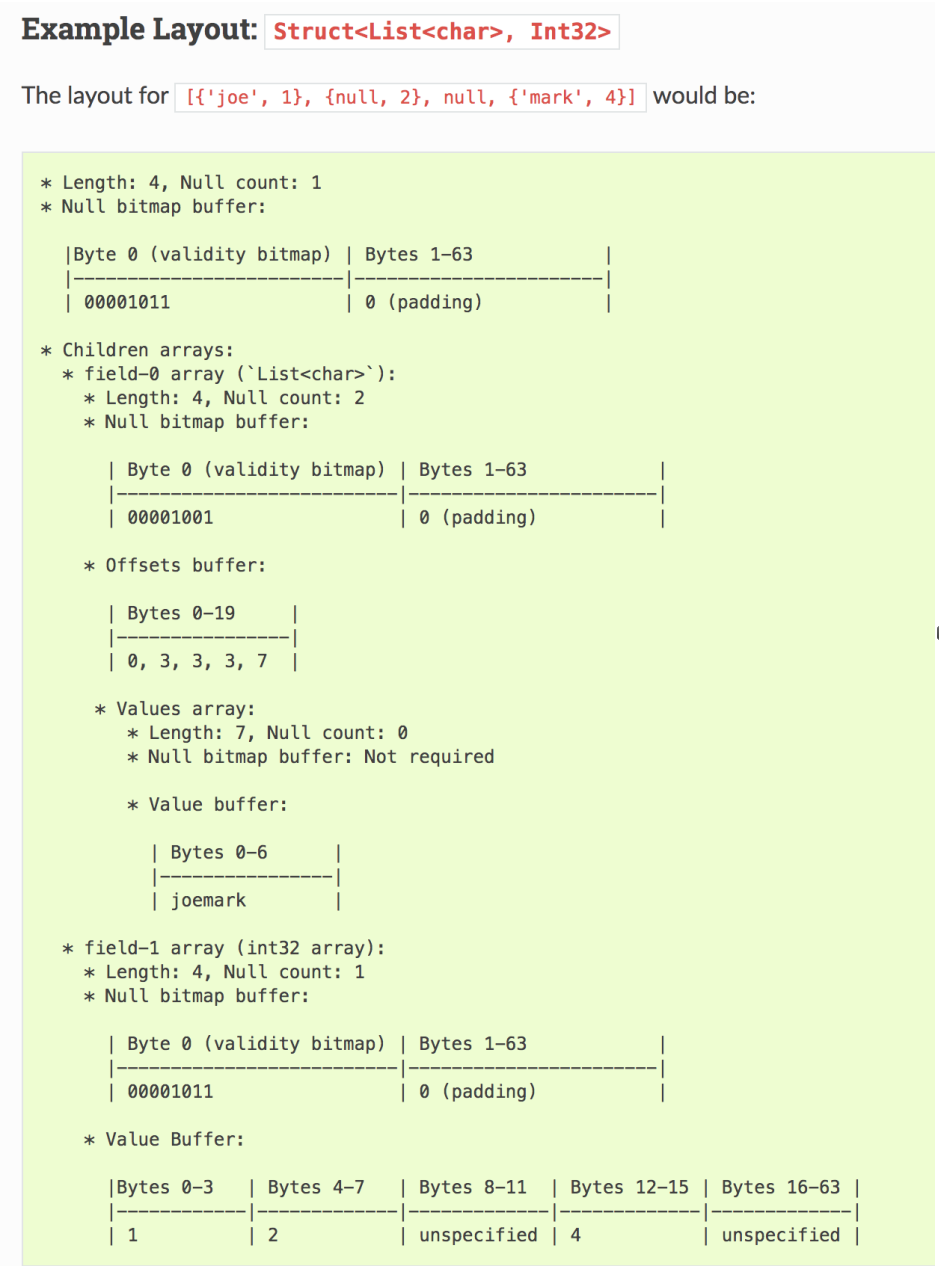 Example Layout: Struct<List<char>, Int32>
The layout for [{'joe', 1}, {null, 2}, null, {'mark', 4}] would be:
* Length: 4, Null count: 1
* Null bitmap buffer:
|Byte 0 (validity bitmap) | Bytes 1-63            |
|-------------------------|-----------------------|
| 00001011                | 0 (padding)           |
* Children arrays:
* field-0 array (`List<char>`):
* Length: 4, Null count: 2
* Null bitmap buffer:
| Byte 0 (validity bitmap) | Bytes 1-63            |
|--------------------------|-----------------------|
| 00001001                 | 0 (padding)           |
* Offsets buffer:
| Bytes 0-19     |
|----------------|
| 0, 3, 3, 3, 7  |
* Values array:
* Length: 7, Null count: 0
* Null bitmap buffer: Not required
* Value buffer:
| Bytes 0-6      |
|----------------|
| joemark        |
* field-1 array (int32 array):
* Length: 4, Null count: 1
* Null bitmap buffer:
| Byte 0 (validity bitmap) | Bytes 1-63            |
|--------------------------|-----------------------|
| 00001011                 | 0 (padding)           |
* Value Buffer:
|Bytes 0-3   | Bytes 4-7   | Bytes 8-11  | Bytes 12-15 | Bytes 16-63 |
|------------|-------------|-------------|-------------|-------------|
| 1          | 2           | unspecified | 4           | unspecified |